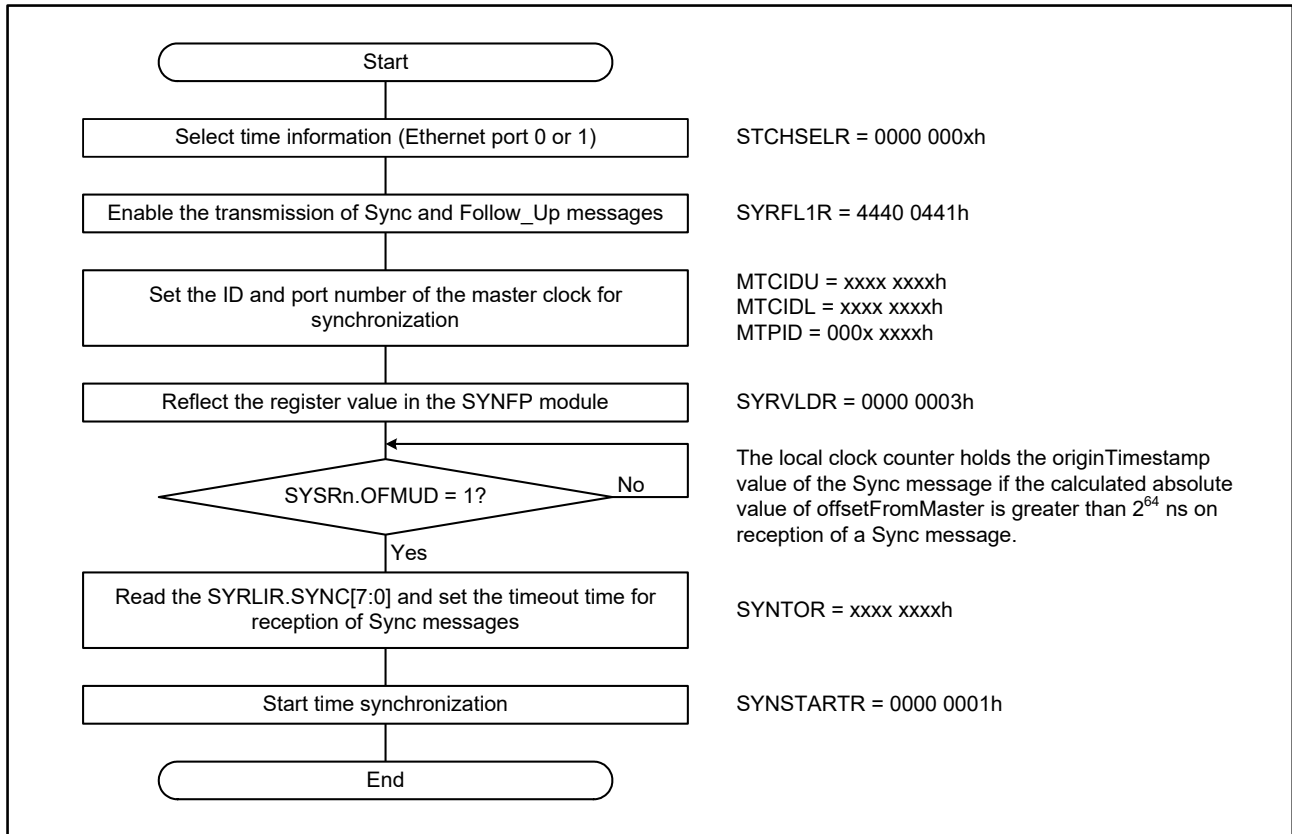 Start
Select time information (Ethernet port 0 or 1)
STCHSELR = 0000 000xh
Enable the transmission of Sync and Follow_Up messages
SYRFL1R = 4440 0441h
Set the ID and port number of the master clock for
synchronization
MTCIDU = xxxx xxxxh
MTCIDL = xxxx xxxxh
MTPID = 000x xxxxh
Reflect the register value in the SYNFP module
SYRVLDR = 0000 0003h
SYSRn.OFMUD = 1?
No
Yes
The local clock counter holds the originTimestamp
value of the Sync message if the calculated absolute
value of offsetFromMaster is greater than 2^64 ns on
reception of a Sync message.
Read the SYRLIR.SYNC[7:0] and set the timeout time for
reception of Sync messages
SYNTOR = xxxx xxxxh
Start time synchronization
SYNSTARTR = 0000 0001h
End